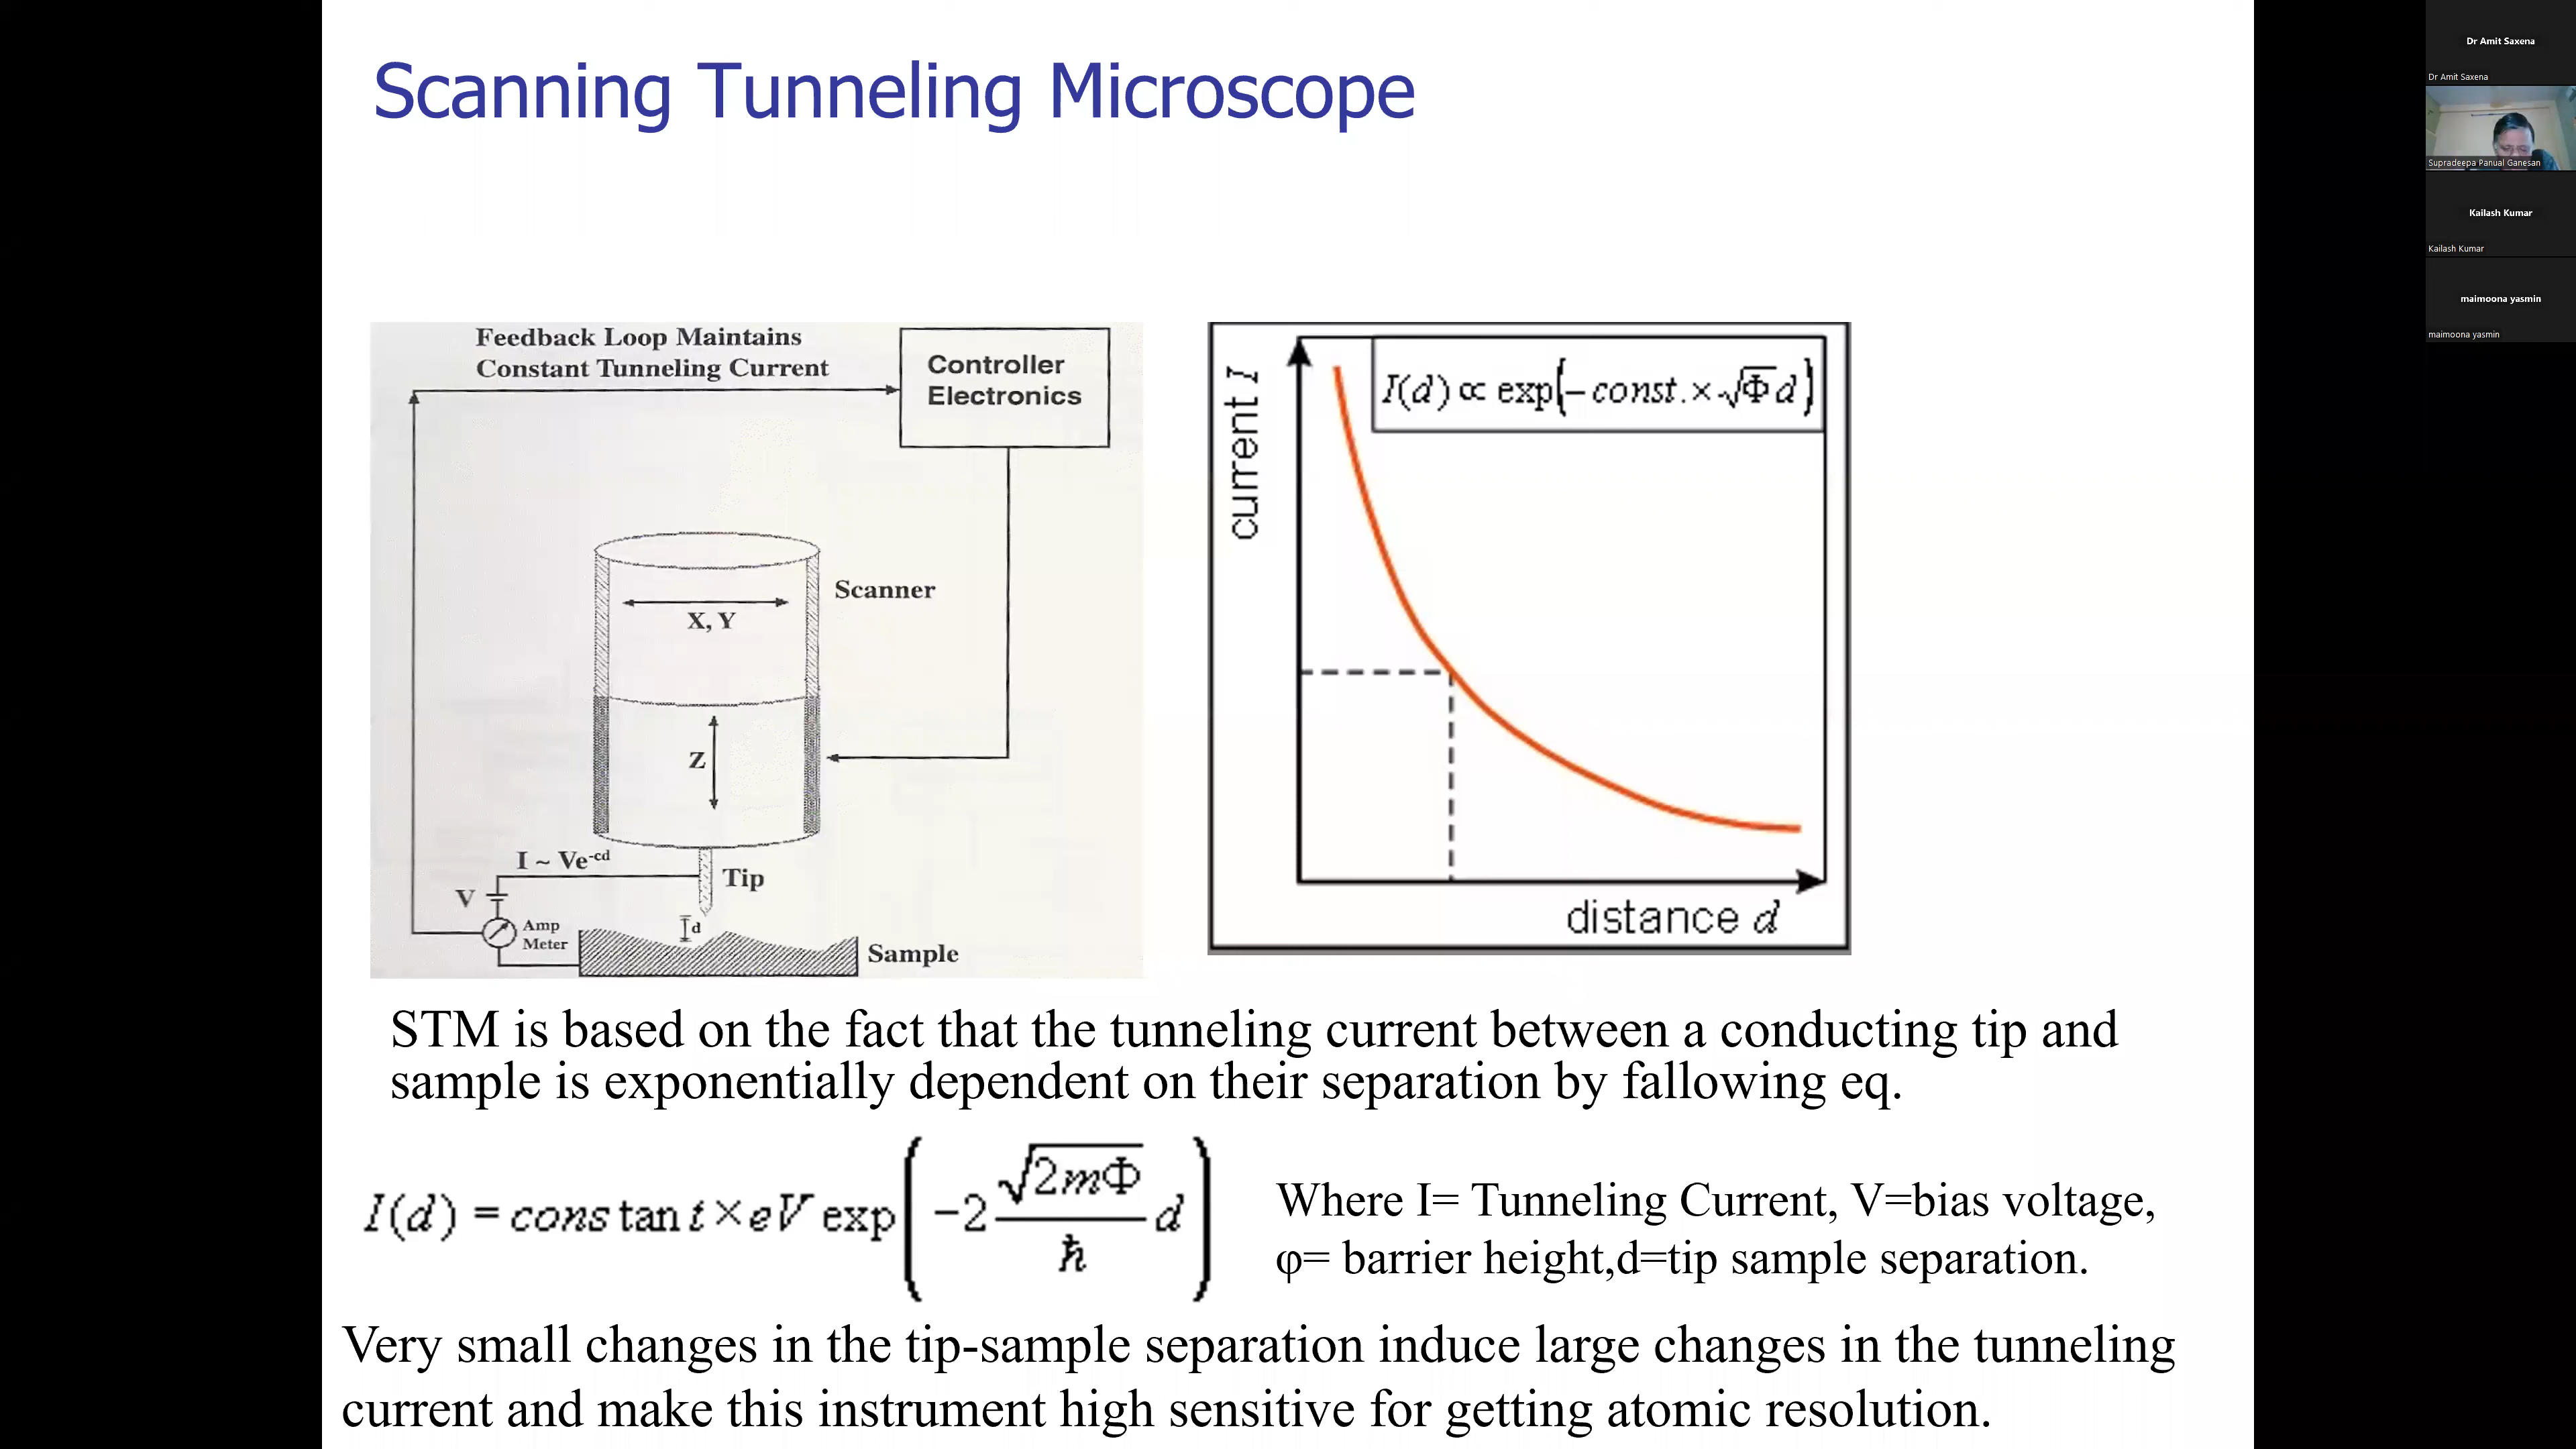 Scanning Tunneling Microscope
Feedback Loop Maintains
Constant Tunneling Current
Controller
Electronics
Scanner
X, Y
Z
I ~ Ve^-cd
Tip
V
Amp
Meter
d
Sample
current I
I(d) ∝ exp(-const.×√Φd)
distance d
STM is based on the fact that the tunneling current between a conducting tip and
sample is exponentially dependent on their separation by fallowing eq.
I(d) = constant×eV exp(-2 √2mΦ/ħ d)
Where I= Tunneling Current, V=bias voltage,
φ= barrier height,d=tip sample separation.
Very small changes in the tip-sample separation induce large changes in the tunneling
current and make this instrument high sensitive for getting atomic resolution.
Dr Amit Saxena
Dr Amit Saxena
Supradeepa Panual Ganesan
Kailash Kumar
Kailash Kumar
maimoona yasmin
maimoona yasmin